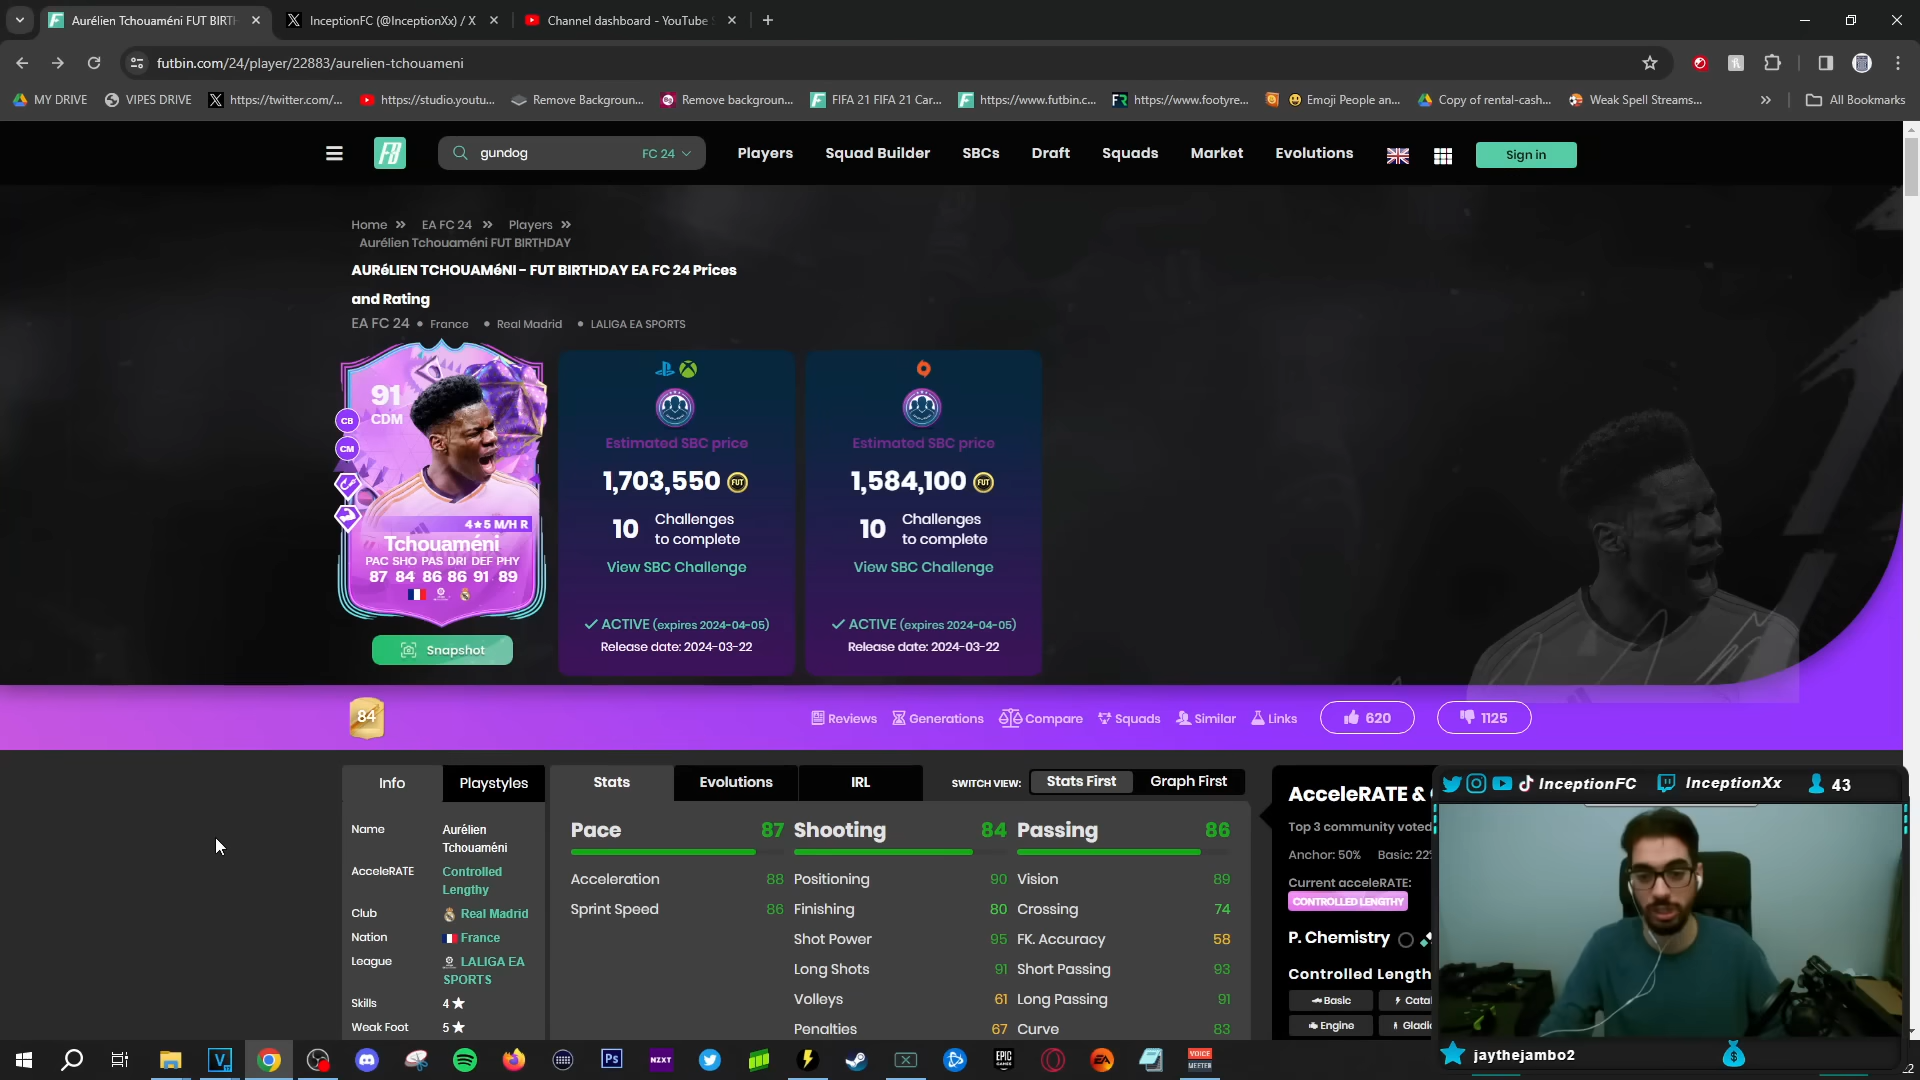 Aurélien Tchouaméni FUT BIRTH
InceptionFC (@InceptionXx) / X
Channel dashboard - YouTube
futbin.com/24/player/22883/aurelien-tchouameni
MY DRIVE
VIPES DRIVE
https://twitter.com/...
https://studio.youtu...
Remove Backgroun...
Remove backgroun...
FIFA 21 FIFA 21 Car...
https://www.futbin.c...
https://www.footyre...
Emoji People an...
Copy of rental-cash...
Weak Spell Streams...
All Bookmarks
gundog
FC 24
Players
Squad Builder
SBCs
Draft
Squads
Market
Evolutions
Sign in
Home » EA FC 24 » Players »
Aurélien Tchouaméni FUT BIRTHDAY
AURéLIEN TCHOUAMéNI - FUT BIRTHDAY EA FC 24 Prices
and Rating
EA FC 24 • France • Real Madrid • LALIGA EA SPORTS
91
CDM
CB
CM
4★5 M/H R
Tchouaméni
PAC SHO PAS DRI DEF PHY
87 84 86 86 91 89
Snapshot
Estimated SBC price
1,703,550
FUT
10
Challenges
to complete
View SBC Challenge
ACTIVE (expires 2024-04-05)
Release date: 2024-03-22
Estimated SBC price
1,584,100
FUT
10
Challenges
to complete
View SBC Challenge
ACTIVE (expires 2024-04-05)
Release date: 2024-03-22
84
Reviews
Generations
Compare
Squads
Similar
Links
620
1125
Info
Playstyles
Stats
Evolutions
IRL
SWITCH VIEW:
Stats First
Graph First
Name
Aurélien
Tchouaméni
AcceleRATE
Controlled
Lengthy
Club
Real Madrid
Nation
France
League
LALIGA EA
SPORTS
Skills
4★
Weak Foot
5★
Pace 87
Acceleration 88
Sprint Speed 86
Shooting 84
Positioning 90
Finishing 80
Shot Power 95
Long Shots 91
Volleys 61
Penalties 67
Passing 86
Vision 89
Crossing 74
FK. Accuracy 58
Short Passing 93
Long Passing 91
Curve 83
AcceleRATE &
Top 3 community voted
Anchor: 50% Basic: 22%
Current acceleRATE:
CONTROLLED LENGTHY
P. Chemistry
Controlled Length
Basic
Cata
Engine
Gladi
InceptionFC
InceptionXx
43
jaythejambo2
Ps
NZXT
EPIC
GAMES
EA
VOICE
MEETER
22